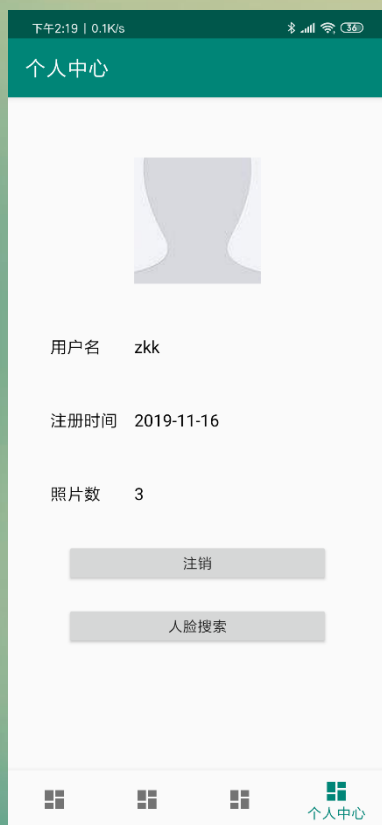 下午2:19 | 0.1K/s 36
个人中心
用户名 zkk
注册时间 2019-11-16
照片数 3
注销
人脸搜索
个人中心